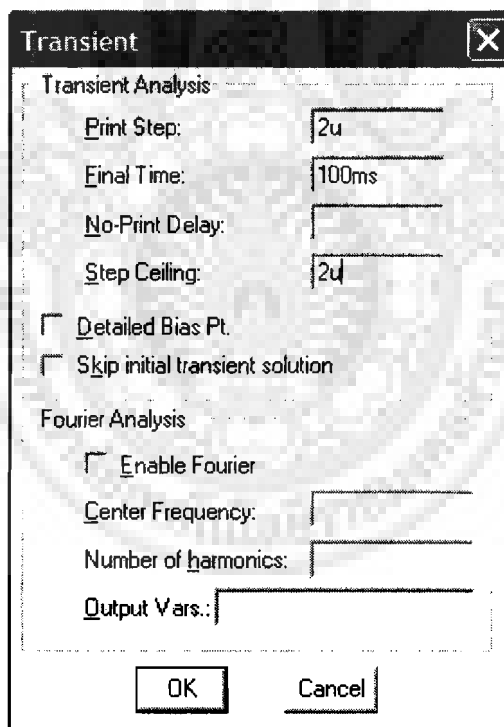 Transient
Transient Analysis
Print Step: 2u
Final Time: 100ms
No-Print Delay:
Step Ceiling: 2u
Detailed Bias Pt.
Skip initial transient solution
Fourier Analysis
Enable Fourier
Center Frequency:
Number of harmonics:
Output Vars.:
OK Cancel